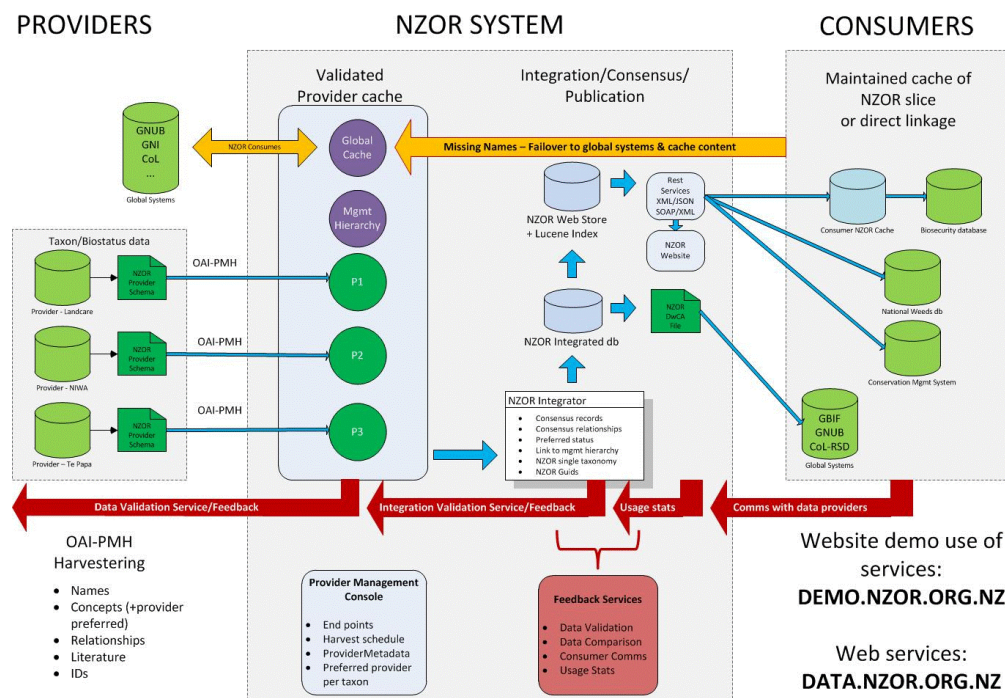 PROVIDERS
NZOR SYSTEM
CONSUMERS
Validated
Provider cache
Integration/Consensus/
Publication
Maintained cache of
NZOR slice
or direct linkage
GNUB
GNI
CoL
...
Global Systems
NZOR Consumes
Global
Cache
Missing Names – Failover to global systems & cache content
Mgmt
Hierarchy
NZOR Web Store
+ Lucene Index
Rest
Services
XML/JSON
SOAP/XML
NZOR
Website
Consumer NZOR Cache
Biosecurity database
Taxon/Biostatus data
NZOR
Provider
Schema
OAI-PMH
P1
Provider - Landcare
NZOR Integrated db
NZOR
DwCA
File
National Weeds db
NZOR
Provider
Schema
OAI-PMH
P2
Provider - NIWA
Conservation Mgmt System
NZOR
Provider
Schema
OAI-PMH
P3
Provider – Te Papa
NZOR Integrator
• Consensus records
• Consensus relationships
• Preferred status
• Link to mgmt hierarchy
• NZOR single taxonomy
• NZOR Guids
GBIF
GNUB
CoL-RSD
Global Systems
Data Validation Service/Feedback
Integration Validation Service/Feedback
Usage stats
Comms with data providers
OAI-PMH
Harvestering
• Names
• Concepts (+provider
preferred)
• Relationships
• Literature
• IDs
Provider Management
Console
• End points
• Harvest schedule
• ProviderMetadata
• Preferred provider
per taxon
Feedback Services
• Data Validation
• Data Comparison
• Consumer Comms
• Usage Stats
Website demo use of
services:
DEMO.NZOR.ORG.NZ
Web services:
DATA.NZOR.ORG.NZ